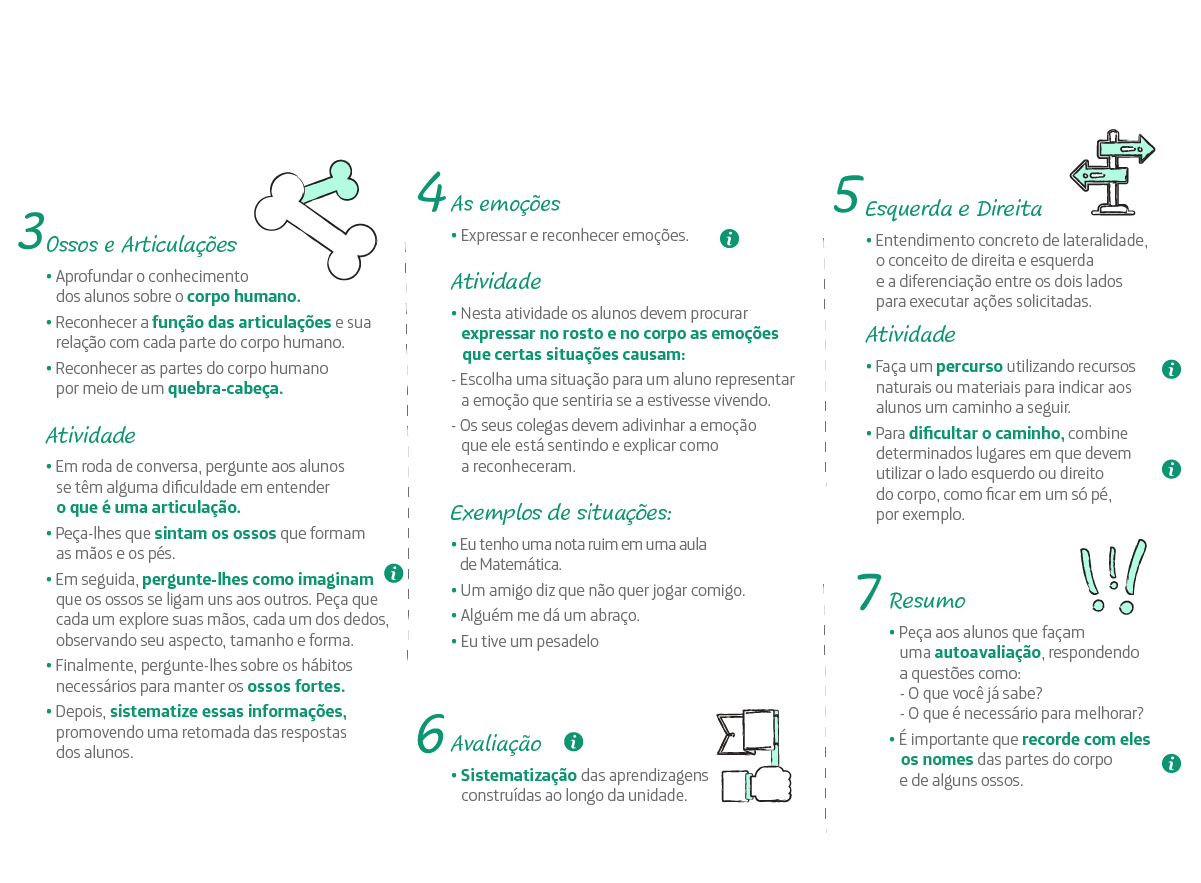 3 Ossos e Articulações
• Aprofundar o conhecimento
dos alunos sobre o corpo humano.
• Reconhecer a função das articulações e sua
relação com cada parte do corpo humano.
• Reconhecer as partes do corpo humano
por meio de um quebra-cabeça.
Atividade
• Em roda de conversa, pergunte aos alunos
se têm alguma dificuldade em entender
o que é uma articulação.
• Peça-lhes que sintam os ossos que formam
as mãos e os pés.
• Em seguida, pergunte-lhes como imaginam
que os ossos se ligam uns aos outros. Peça que
cada um explore suas mãos, cada um dos dedos,
observando seu aspecto, tamanho e forma.
• Finalmente, pergunte-lhes sobre os hábitos
necessários para manter os ossos fortes.
• Depois, sistematize essas informações,
promovendo uma retomada das respostas
dos alunos.
i
4 As emoções
• Expressar e reconhecer emoções.
i
Atividade
• Nesta atividade os alunos devem procurar
expressar no rosto e no corpo as emoções
que certas situações causam:
- Escolha uma situação para um aluno representar
a emoção que sentiria se a estivesse vivendo.
- Os seus colegas devem adivinhar a emoção
que ele está sentindo e explicar como
a reconheceram.
Exemplos de situações:
• Eu tenho uma nota ruim em uma aula
de Matemática.
• Um amigo diz que não quer jogar comigo.
• Alguém me dá um abraço.
• Eu tive um pesadelo
5 Esquerda e Direita
• Entendimento concreto de lateralidade,
o conceito de direita e esquerda
e a diferenciação entre os dois lados
para executar ações solicitadas.
Atividade
• Faça um percurso utilizando recursos
naturais ou materiais para indicar aos
alunos um caminho a seguir.
i
• Para dificultar o caminho, combine
determinados lugares em que devem
utilizar o lado esquerdo ou direito
do corpo, como ficar em um só pé,
por exemplo.
i
6 Avaliação i
• Sistematização das aprendizagens
construídas ao longo da unidade.
7 Resumo
• Peça aos alunos que façam
uma autoavaliação, respondendo
a questões como:
- O que você já sabe?
- O que é necessário para melhorar?
• É importante que recorde com eles
os nomes das partes do corpo
e de alguns ossos.
i